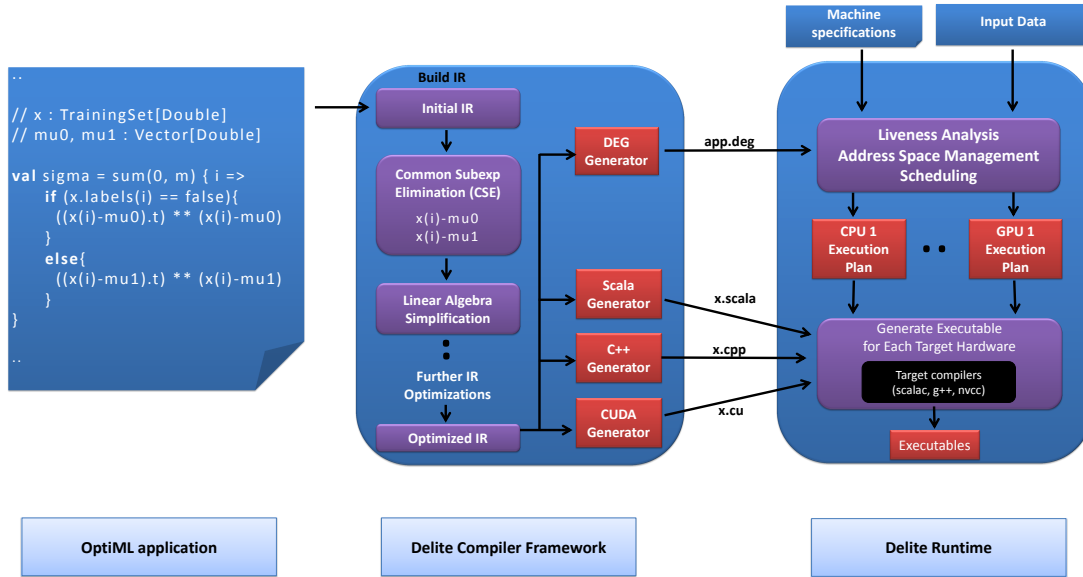 ..
// x : TrainingSet[Double]
// mu0, mu1 : Vector[Double]
val sigma = sum(0, m) { i =>
if (x.labels(i) == false){
((x(i)-mu0).t) ** (x(i)-mu0)
}
else{
((x(i)-mu1).t) ** (x(i)-mu1)
}
}
..
OptiML application
Build IR
Initial IR
Common Subexp
Elimination (CSE)
x(i)-mu0
x(i)-mu1
Linear Algebra
Simplification
Further IR
Optimizations
Optimized IR
DEG
Generator
Scala
Generator
C++
Generator
CUDA
Generator
Delite Compiler Framework
app.deg
x.scala
x.cpp
x.cu
Machine
specifications
Input Data
Liveness Analysis
Address Space Management
Scheduling
CPU 1
Execution
Plan
GPU 1
Execution
Plan
Generate Executable
for Each Target Hardware
Target compilers
(scalac, g++, nvcc)
Executables
Delite Runtime